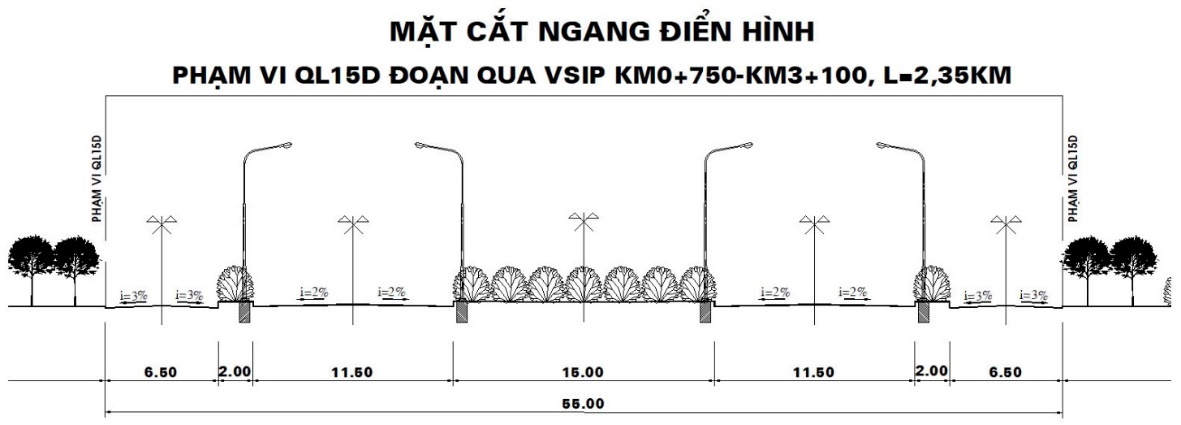 MẶT CẮT NGANG ĐIỂN HÌNH
PHẠM VI QL15D ĐOẠN QUA VSIP KM0+750-KM3+100, L=2,35KM
PHẠM VI QL15D
PHẠM VI QL15D
i=3% i=3% i=2% i=2% i=2% i=2% i=3% i=3%
6.50 2.00 11.50 15.00 11.50 2.00 6.50
55.00